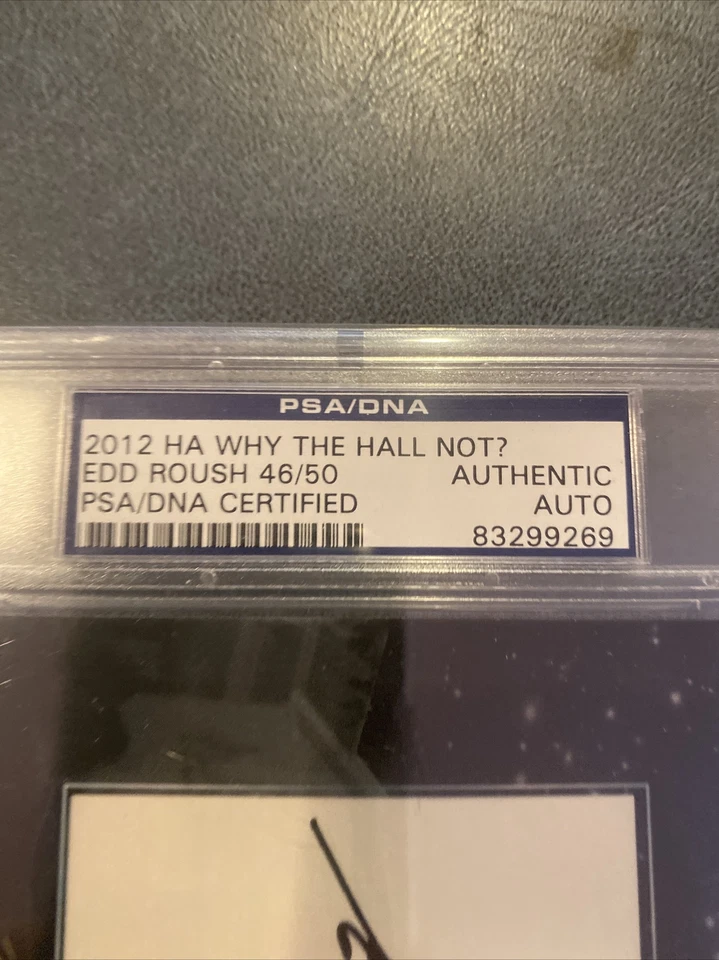 PSA/DNA
2012 HA WHY THE HALL NOT?
EDD ROUSH 46/50 AUTHENTIC
PSA/DNA CERTIFIED AUTO
83299269